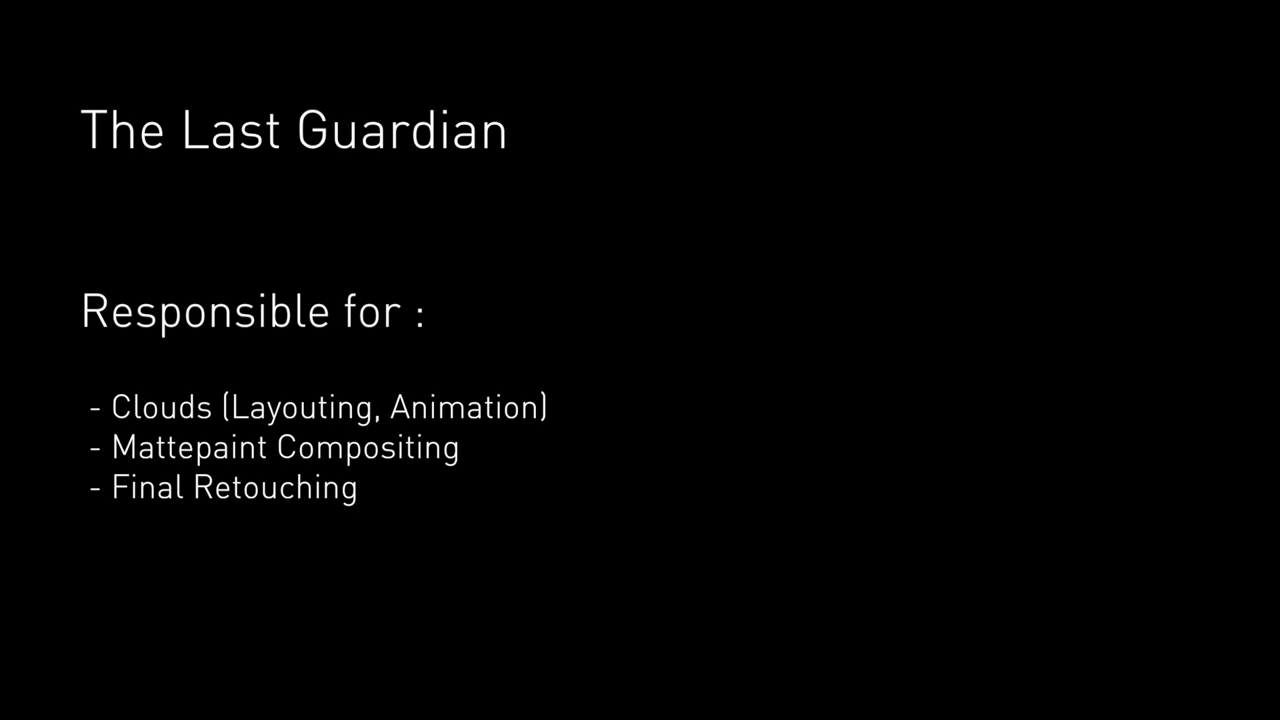 The Last Guardian
Responsible for :
- Clouds (Layouting, Animation)
- Mattepaint Compositing
- Final Retouching